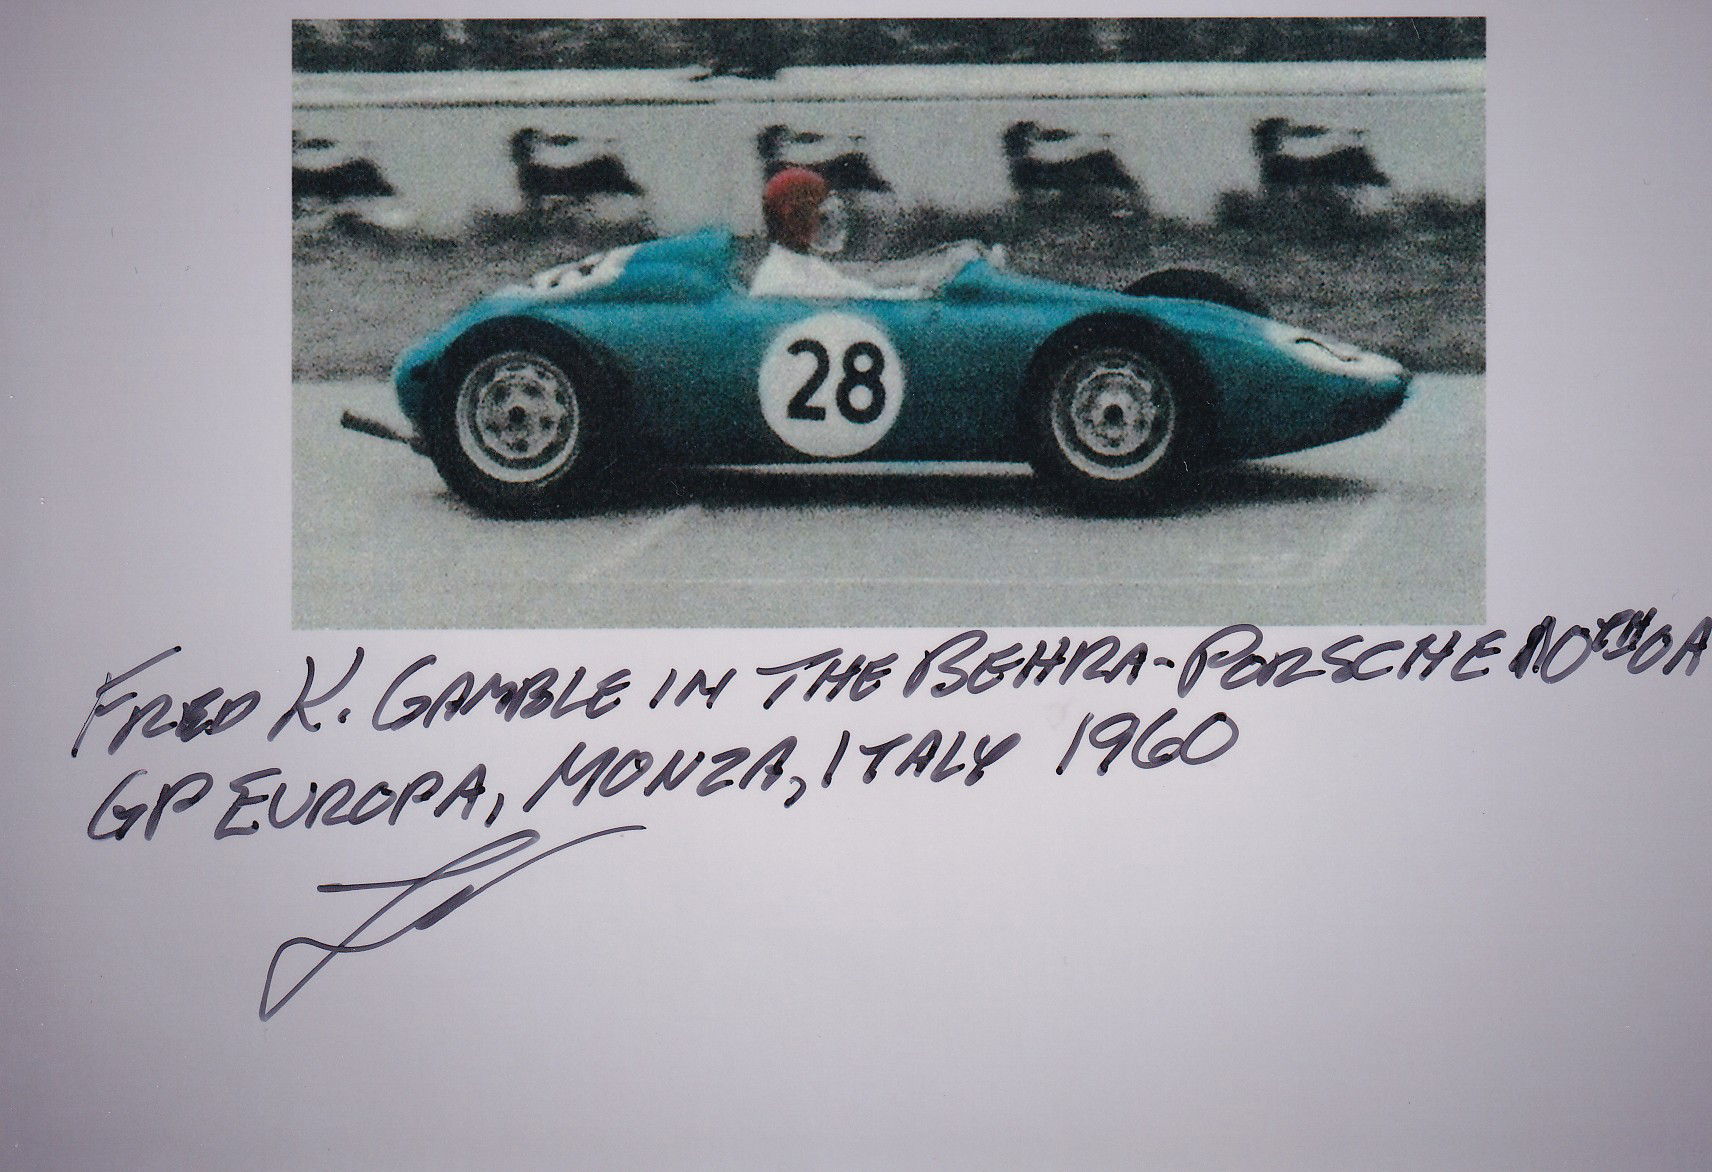 28
FRED K. GAMBLE IN THE BEHRA-PORSCHE
GP EUROPA, MONZA, ITALY 1960